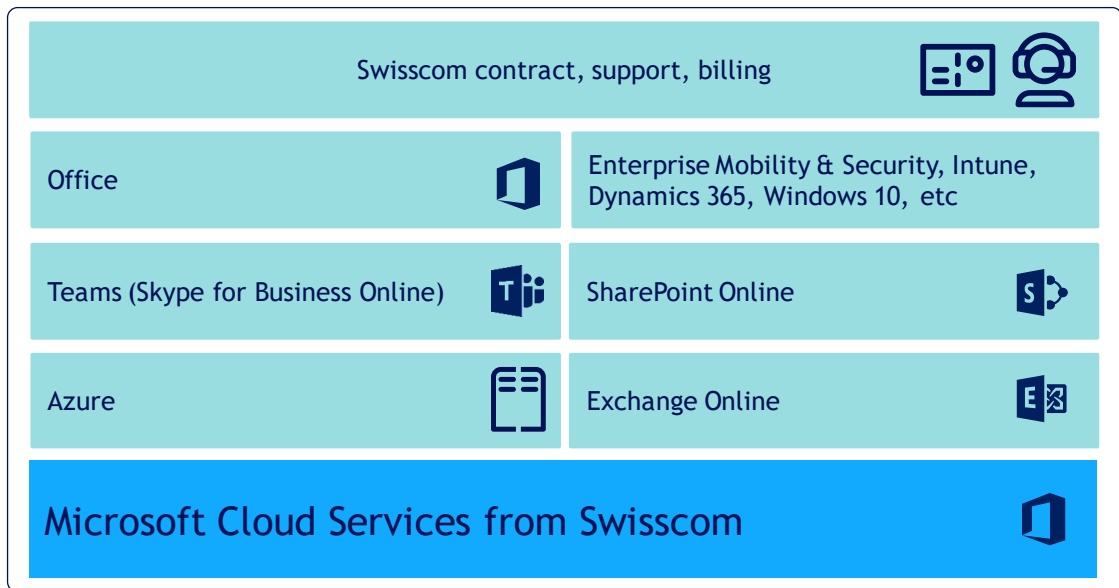 Swisscom contract, support, billing
Office
Enterprise Mobility & Security, Intune,
Dynamics 365, Windows 10, etc
Teams (Skype for Business Online)
T
SharePoint Online
S
Azure
Exchange Online
E
Microsoft Cloud Services from Swisscom